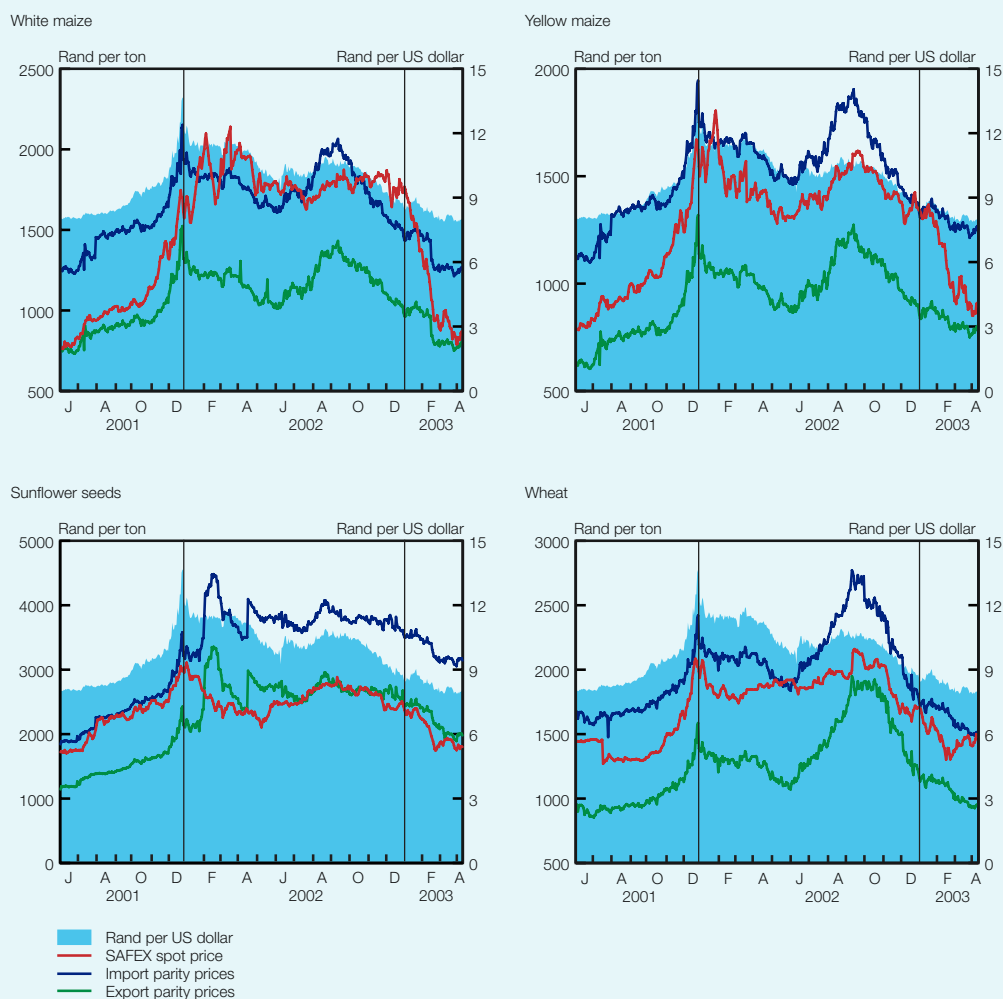 White maize
Rand per ton Rand per US dollar
2500 15
2000 12
9
1500
6
1000
3
500 0
J A O D F A J A O D F A
2001 2002 2003
Yellow maize
Rand per ton Rand per US dollar
2000 15
12
1500
9
6
1000
3
500 0
J A O D F A J A O D F A
2001 2002 2003
Sunflower seeds
Rand per ton Rand per US dollar
5000 15
4000 12
3000 9
2000 6
1000 3
0 0
J A O D F A J A O D F A
2001 2002 2003
Wheat
Rand per ton Rand per US dollar
3000 15
2500 12
2000 9
1500 6
1000 3
500 0
J A O D F A J A O D F A
2001 2002 2003
Rand per US dollar
SAFEX spot price
Import parity prices
Export parity prices